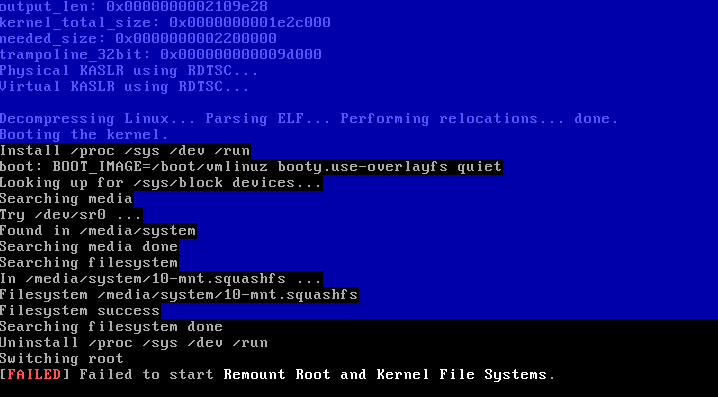 output_len: 0x0000000002109e28
kernel_total_size: 0x0000000001e2c000
needed_size: 0x0000000002200000
trampoline_32bit: 0x000000000009d000
Physical KASLR using RDTSC...
Virtual KASLR using RDTSC...
Decompressing Linux... Parsing ELF... Performing relocations... done.
Booting the kernel.
Install /proc /sys /dev /run
boot: BOOT_IMAGE=/boot/vmlinuz booty.use-overlayfs quiet
Looking up for /sys/block devices...
Searching media
Try /dev/sr0 ...
Found in /media/system
Searching media done
Searching filesystem
In /media/system/10-mnt.squashfs ...
Filesystem /media/system/10-mnt.squashfs
Filesystem success
Searching filesystem done
Uninstall /proc /sys /dev /run
Switching root
[FAILED] Failed to start Remount Root and Kernel File Systems.